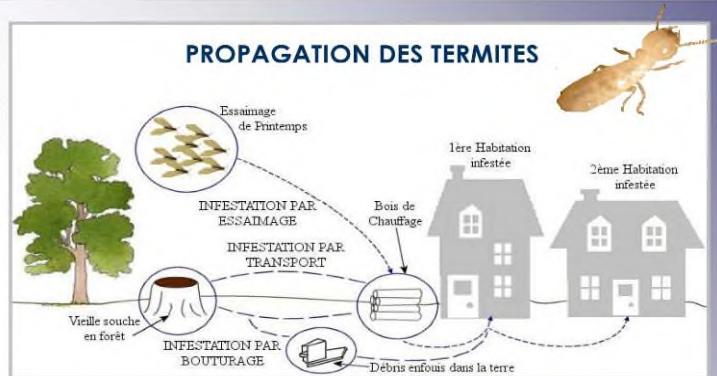 PROPAGATION DES TERMITES
Essaimage
de Printemps
1ère Habitation
infestée
2ème Habitation
infestée
INFESTATION PAR
ESSAIMAGE
Bois de
Chauffage
INFESTATION PAR
TRANSPORT
Vieille souche
en forêt
INFESTATION PAR
BOUTURAGE
Débris enfouis dans la terre